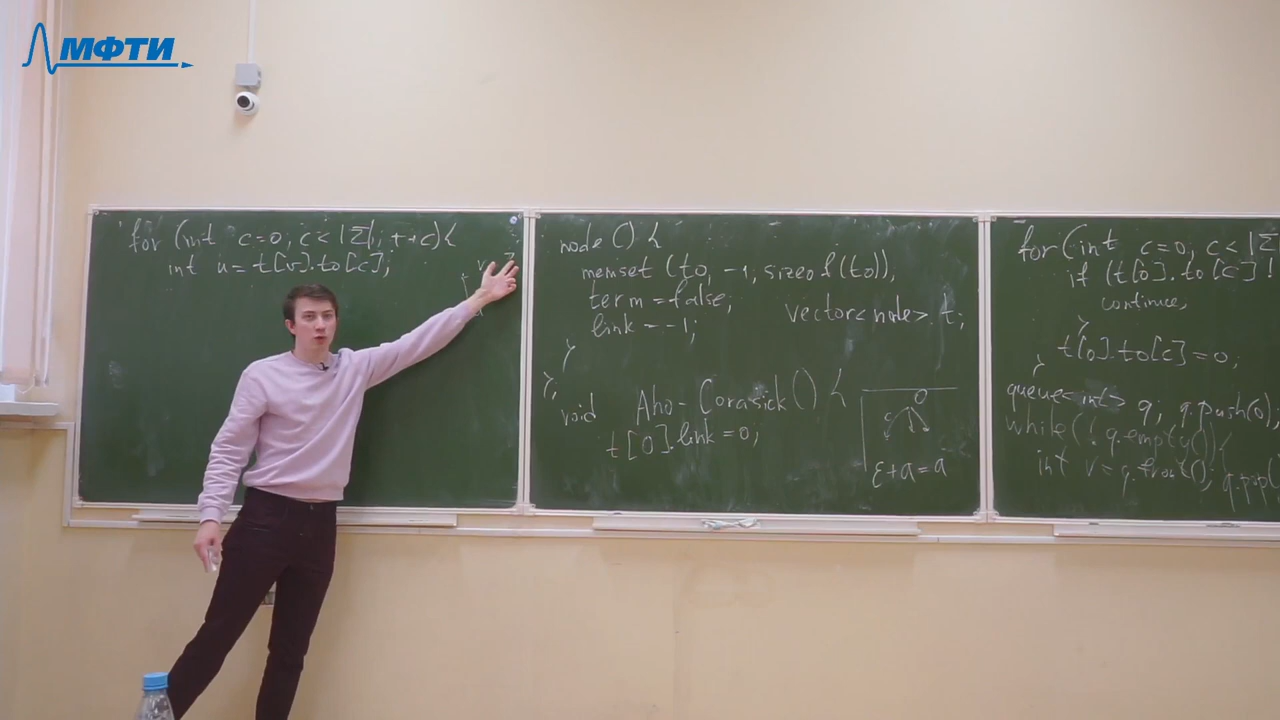 МФТИ
for (int c=0; c<|Σ|; ++c){
int u=t[v].to[c];
node () {
memset (to, -1, sizeof(to));
term = false;
link = -1;
}
};
vector<node> t;
void Aho-Corasick() {
t[0].link = 0;
0
c
ε+a=a
for (int c=0; c<|Σ
if (t[0].to[c] !
continue;
}
t[0].to[c]=0;
}
queue<int> q; q.push(0);
while (!q.empty()){
int v=q.front(); q.pop(